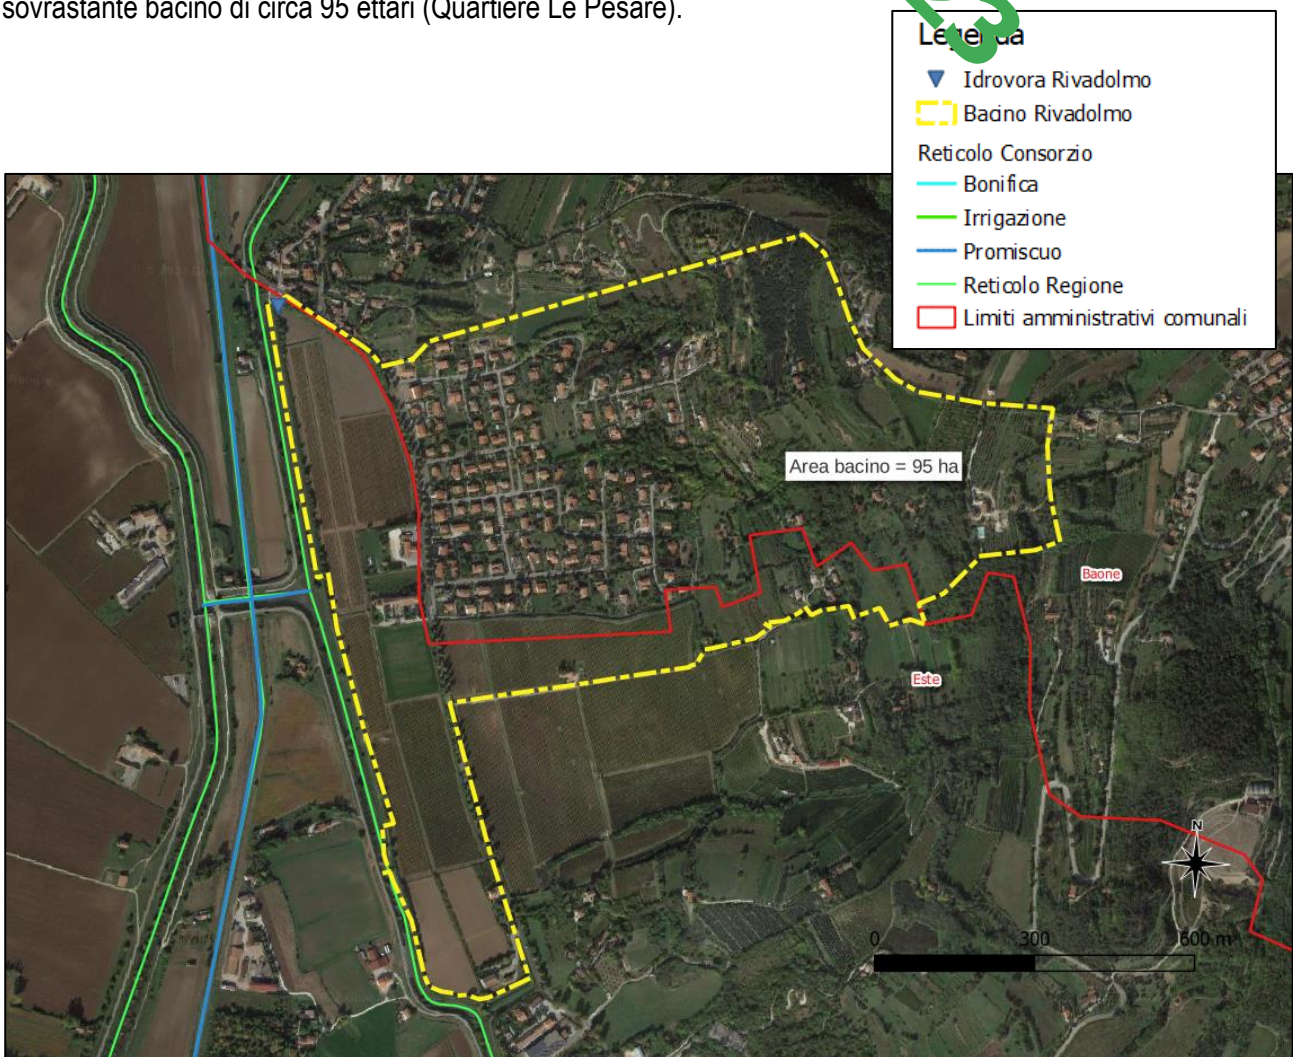 sovrastante bacino di circa 95 ettari (Quartiere Le Pesare).
Legenda
Idrovora Rivadolmo
Bacino Rivadolmo
Reticolo Consorzio
Bonifica
Irrigazione
Promiscuo
Reticolo Regione
Limiti amministrativi comunali
Area bacino = 95 ha
Baone
Este
N
0 300 600 m